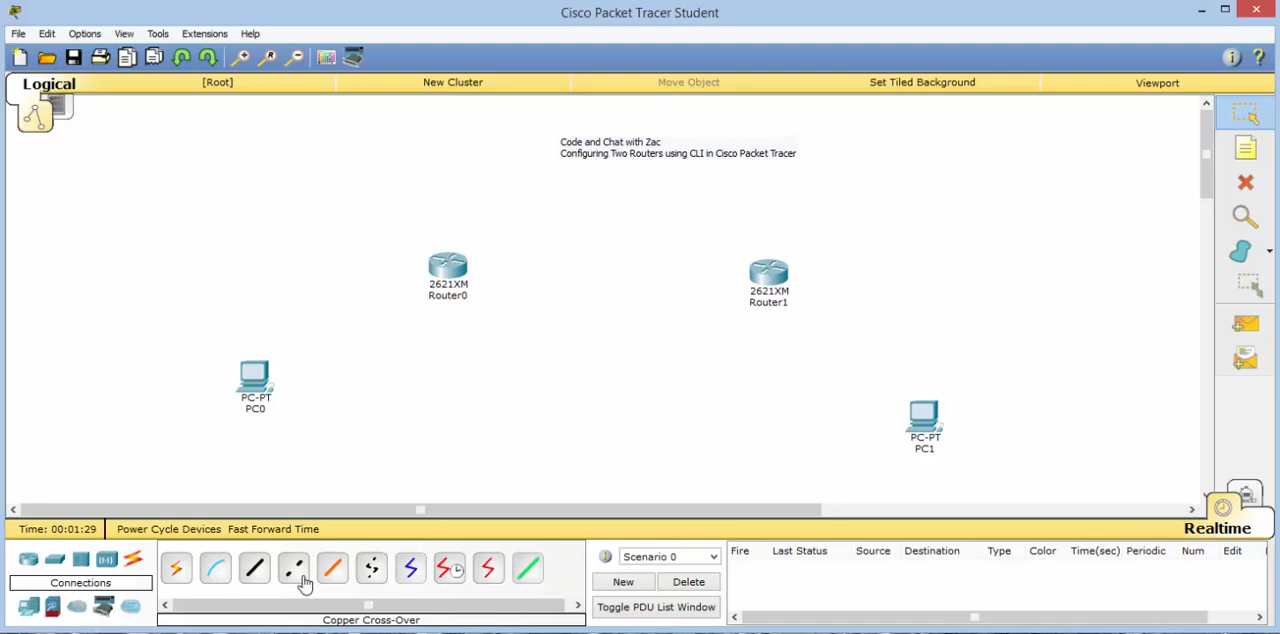 Cisco Packet Tracer Student
File Edit Options View Tools Extensions Help
Logical [Root] New Cluster Move Object Set Tiled Background Viewport
Code and Chat with Zac
Configuring Two Routers using CLI in Cisco Packet Tracer
2621XM
Router0
2621XM
Router1
PC-PT
PC0
PC-PT
PC1
Time: 00:01:29 Power Cycle Devices Fast Forward Time
Realtime
Connections
Copper Cross-Over
Scenario 0
New Delete
Toggle PDU List Window
Fire Last Status Source Destination Type Color Time(sec) Periodic Num Edit